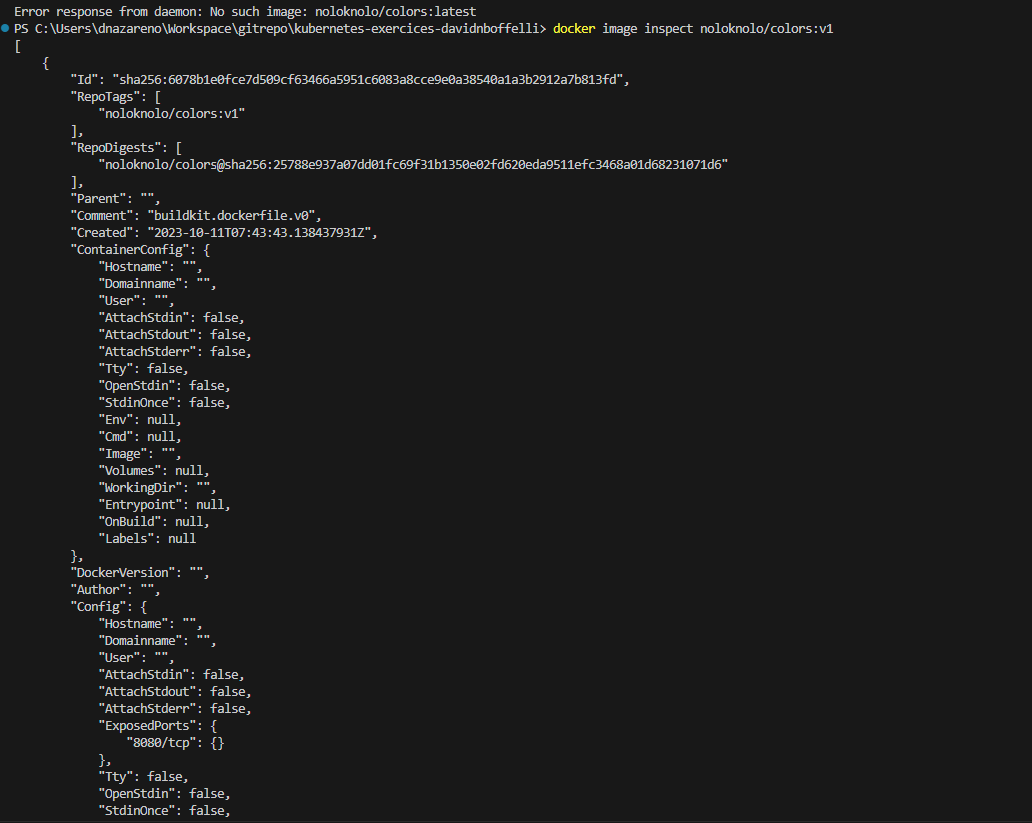 Error response from daemon: No such image: noloknolo/colors:latest
PS C:\Users\dnazareno\Workspace\gitrepo\kubernetes-exercices-davidnboffelli> docker image inspect noloknolo/colors:v1
[
    {
        "Id": "sha256:6078b1e0fce7d509cf63466a5951c6083a8cce9e0a38540a1a3b2912a7b813fd",
        "RepoTags": [
            "noloknolo/colors:v1"
        ],
        "RepoDigests": [
            "noloknolo/colors@sha256:25788e937a07dd01fc69f31b1350e02fd620eda9511efc3468a01d68231071d6"
        ],
        "Parent": "",
        "Comment": "buildkit.dockerfile.v0",
        "Created": "2023-10-11T07:43:43.138437931Z",
        "ContainerConfig": {
            "Hostname": "",
            "Domainname": "",
            "User": "",
            "AttachStdin": false,
            "AttachStdout": false,
            "AttachStderr": false,
            "Tty": false,
            "OpenStdin": false,
            "StdinOnce": false,
            "Env": null,
            "Cmd": null,
            "Image": "",
            "Volumes": null,
            "WorkingDir": "",
            "Entrypoint": null,
            "OnBuild": null,
            "Labels": null
        },
        "DockerVersion": "",
        "Author": "",
        "Config": {
            "Hostname": "",
            "Domainname": "",
            "User": "",
            "AttachStdin": false,
            "AttachStdout": false,
            "AttachStderr": false,
            "ExposedPorts": {
                "8080/tcp": {}
            },
            "Tty": false,
            "OpenStdin": false,
            "StdinOnce": false,